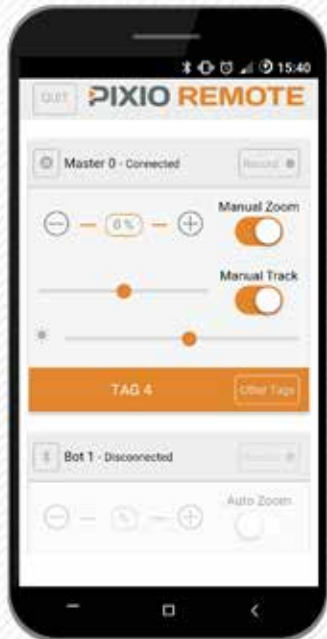 15:40
QUIT PIXIO REMOTE
Master 0 - Connected Record
Manual Zoom
0 %
Manual Track
TAG 4 Other Tags
Bot 1 - Disconnected
Auto Zoom
%